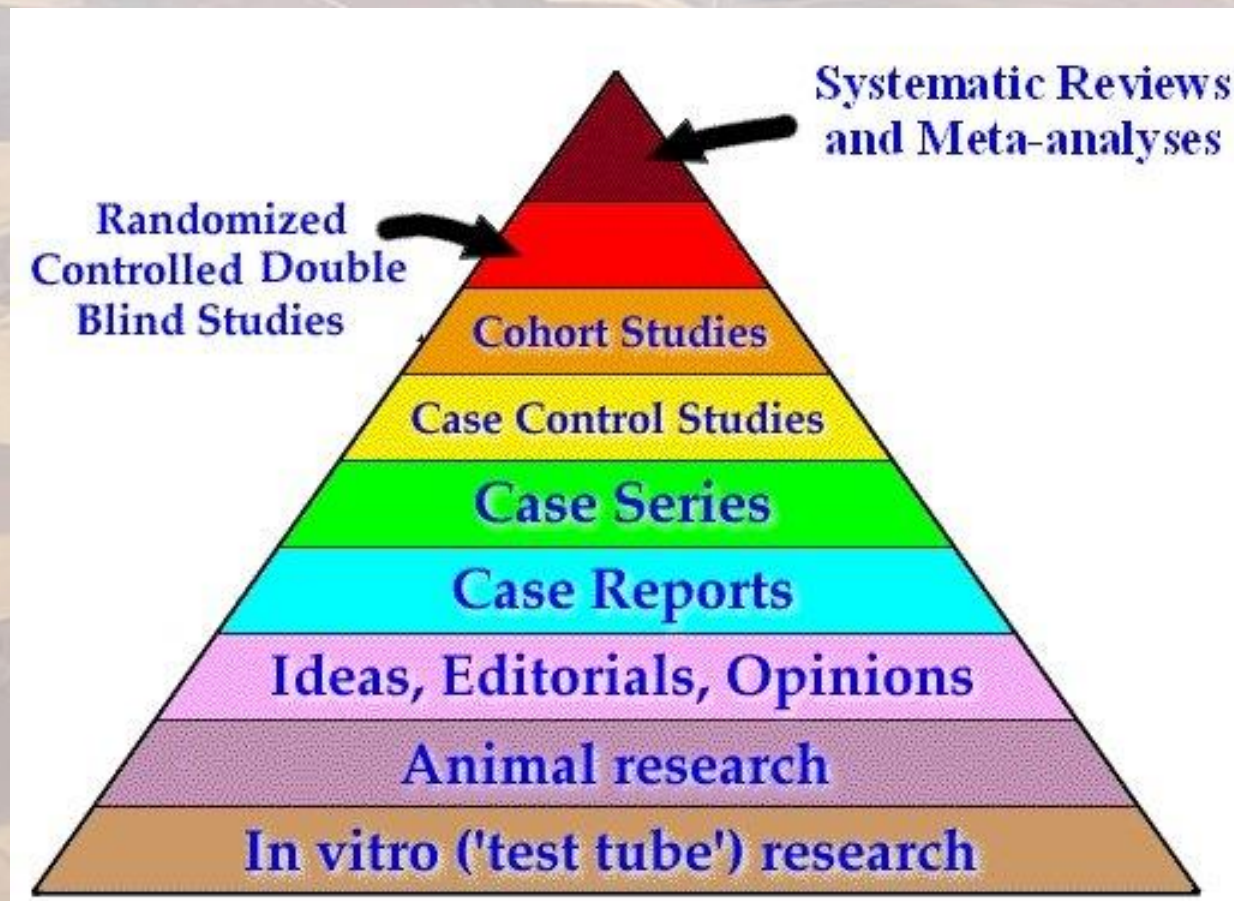 Systematic Reviews
and Meta-analyses
Randomized
Controlled Double
Blind Studies
Cohort Studies
Case Control Studies
Case Series
Case Reports
Ideas, Editorials, Opinions
Animal research
In vitro ('test tube') research